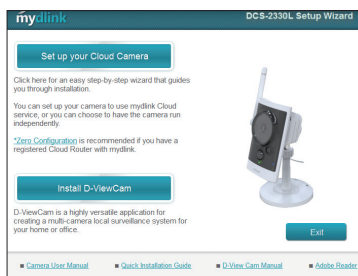 mydlink
DCS-2330L Setup Wizard
Set up your Cloud Camera
Click here for an easy step-by-step wizard that guides
you through installation.
You can set up your camera to use mydlink Cloud
service, or you can choose to have the camera run
independently.
*Zero Configuration is recommended if you have a
registered Cloud Router with mydlink.
Install D-ViewCam
D-ViewCam is a highly versatile application for
creating a multi-camera local surveillance system for
your home or office.
Exit
Camera User Manual
Quick Installation Guide
D-View Cam Manual
Adobe Reader